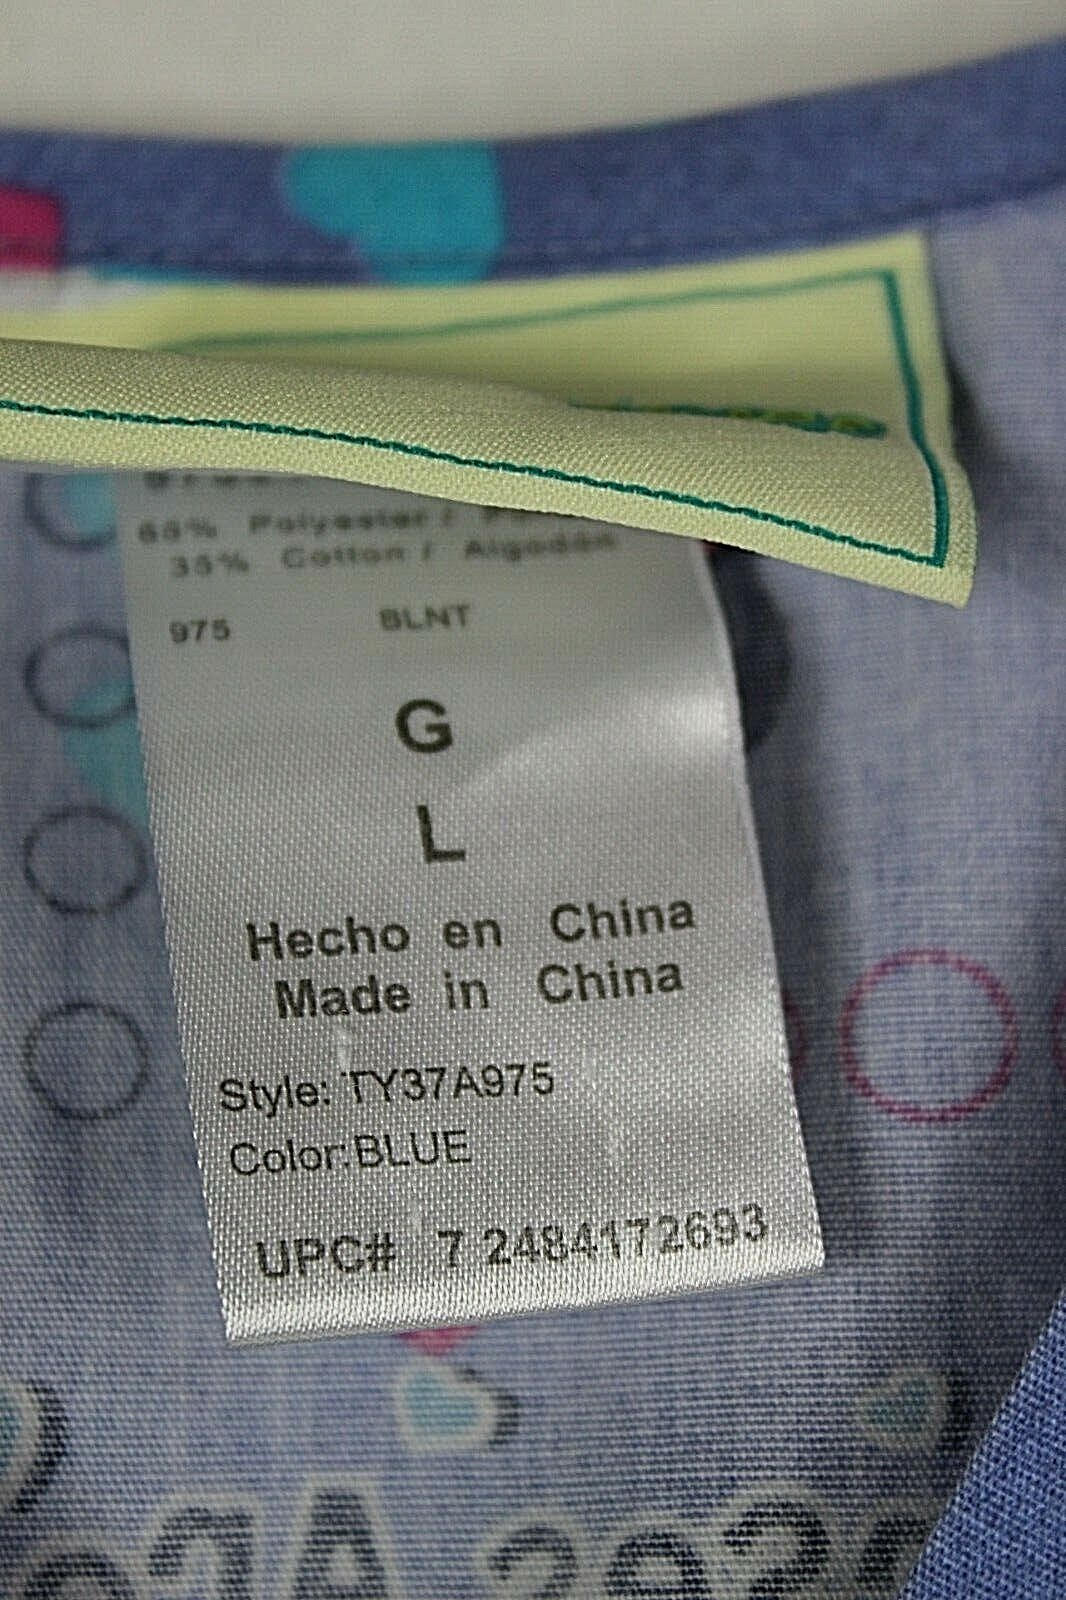 65% Polyester /
35% Cotton / Algodón
975 BLNT
G
L
Hecho en China
Made in China
Style: TY37A975
Color:BLUE
UPC# 7 2484172693